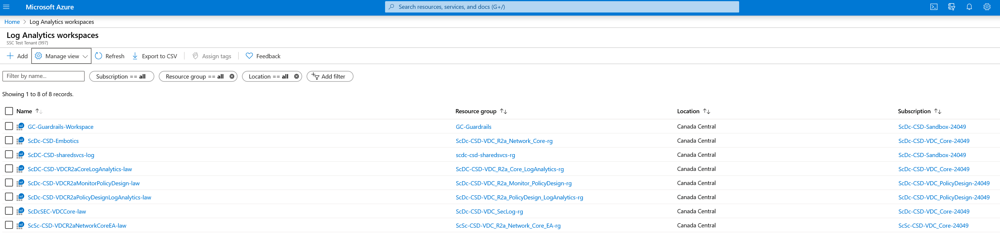 Microsoft Azure
Search resources, services, and docs (G+/)
Home > Log Analytics workspaces
Log Analytics workspaces
SSC Test Tenant (997)
Add Manage view Refresh Export to CSV Assign tags Feedback
Filter by name... Subscription == all Resource group == all Location == all Add filter
Showing 1 to 8 of 8 records.
Name Resource group Location Subscription
GC-Guardrails-Workspace GC-Guardrails Canada Central ScDc-CSD-Sandbox-24049
ScDc-CSD-Embotics ScDc-CSD-VDC_R2a_Network_Core-rg Canada Central ScDc-CSD-VDC_Core-24049
ScDC-CSD-sharedsvcs-log scdc-csd-sharedsvcs-rg Canada Central ScDc-CSD-Sandbox-24049
ScDC-CSD-VDCR2aCoreLogAnalytics-law ScDC-CSD-VDC_R2a_Core_LogAnalytics-rg Canada Central ScDc-CSD-VDC_Core-24049
ScDc-CSD-VDCR2aMonitorPolicyDesign-law ScDc-CSD-VDC_R2a_Monitor_PolicyDesign-rg Canada Central ScDc-CSD-VDC_PolicyDesign-24049
ScDc-CSD-VDCR2aPolicyDesignLogAnalytics-law ScDc-CSD-VDC_R2a_PolicyDesign_LogAnalytics-rg Canada Central ScDc-CSD-VDC_PolicyDesign-24049
ScDcSEC-VDCCore-law ScDc-CSD-VDC_SecLog-rg Canada Central ScDc-CSD-VDC_Core-24049
ScSc-CSD-VDCR2aNetworkCoreEA-law ScSc-CSD-VDC_R2a_Network_Core_EA-rg Canada Central ScSc-CSD-VDC_Core-24049